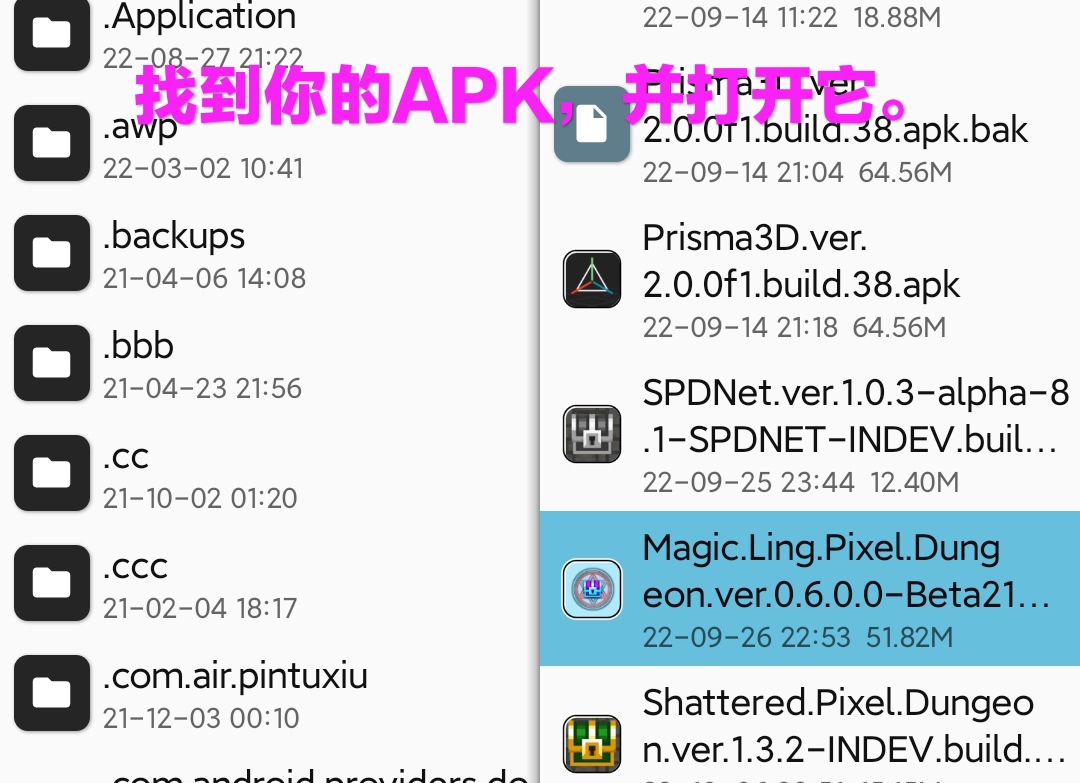 找到你的APK，并打开它。
.Application
22-08-27 21:22
.awp
22-03-02 10:41
.backups
21-04-06 14:08
.bbb
21-04-23 21:56
.cc
21-10-02 01:20
.ccc
21-02-04 18:17
.com.air.pintuxiu
21-12-03 00:10
.com.android.providers.do
22-09-14 11:22 18.88M
Prisma3D.ver.
2.0.0f1.build.38.apk.bak
22-09-14 21:04 64.56M
Prisma3D.ver.
2.0.0f1.build.38.apk
22-09-14 21:18 64.56M
SPDNet.ver.1.0.3-alpha-8
.1-SPDNET-INDEV.buil...
22-09-25 23:44 12.40M
Magic.Ling.Pixel.Dung
eon.ver.0.6.0.0-Beta21...
22-09-26 22:53 51.82M
Shattered.Pixel.Dungeo
n.ver.1.3.2-INDEV.build....